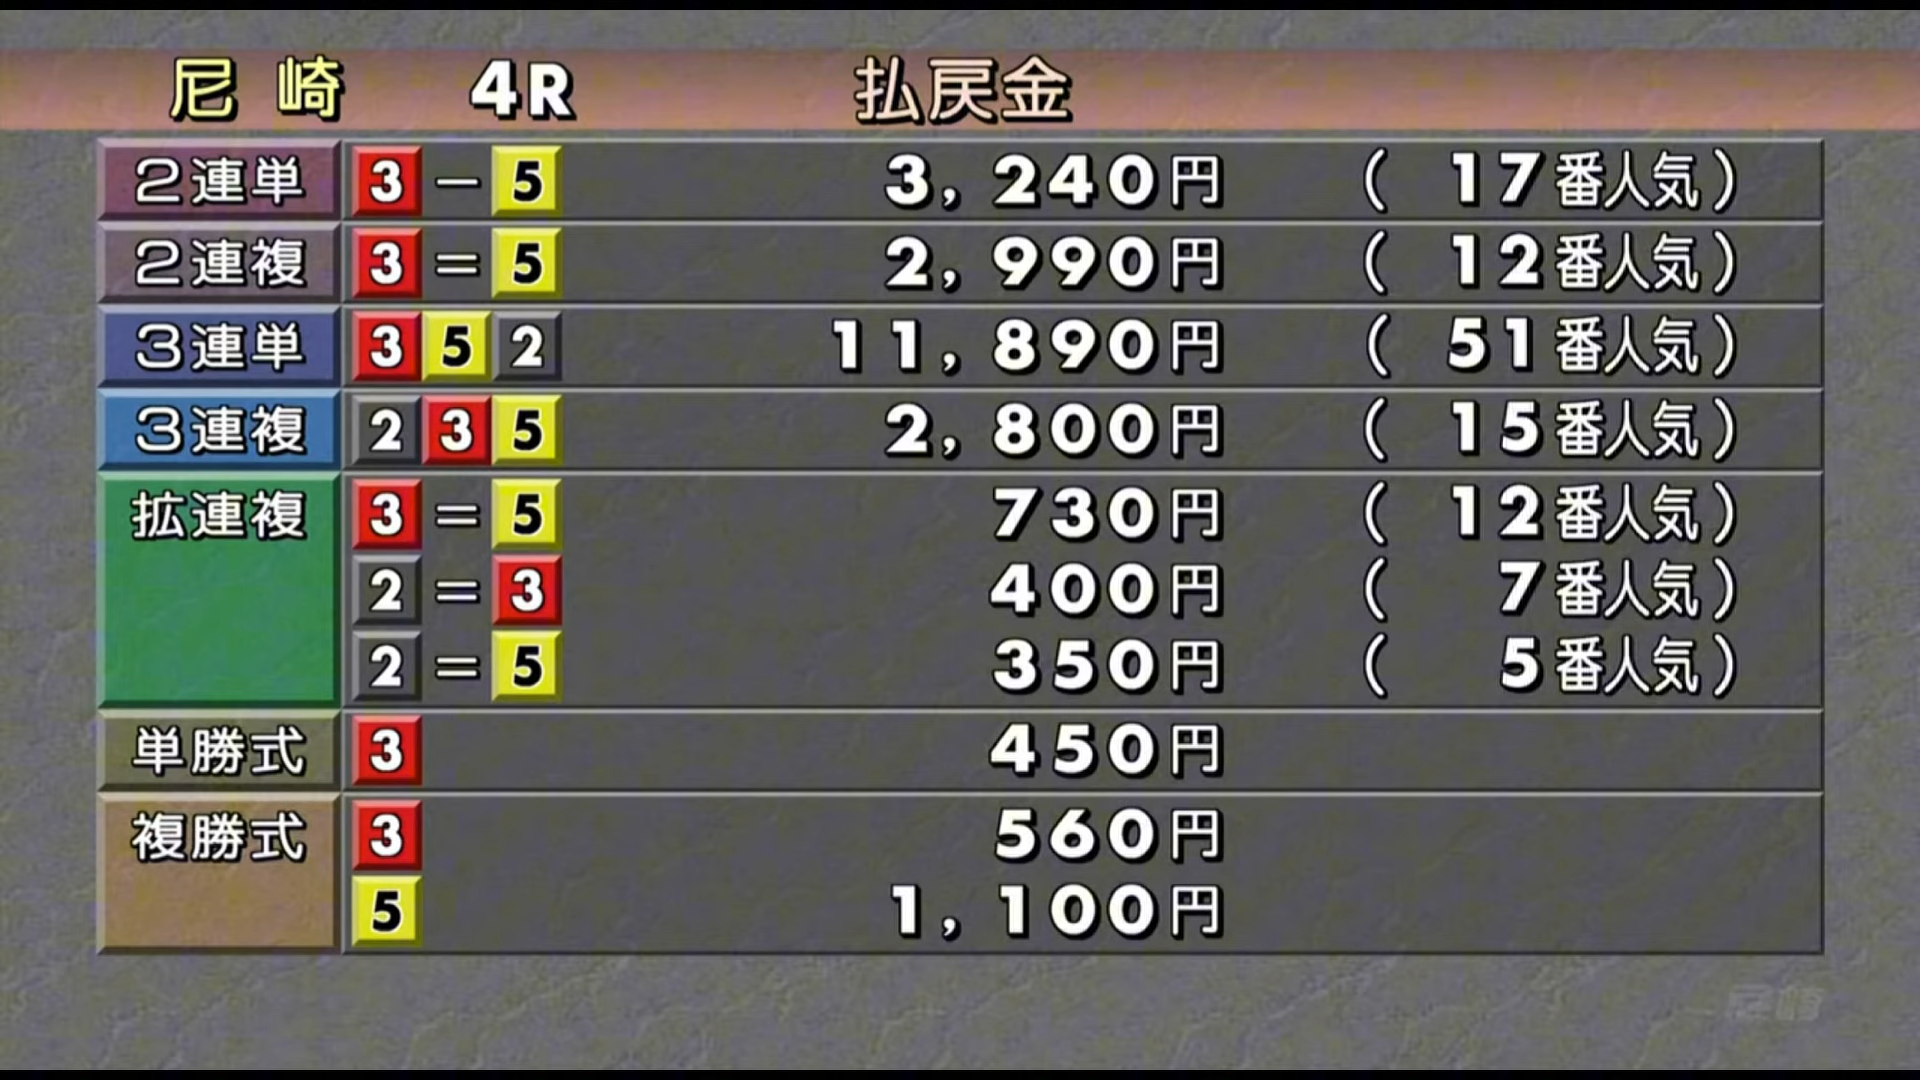 尼崎 4R 払戻金
2連単 3-5 3,240円 (17番人気)
2連複 3=5 2,990円 (12番人気)
3連単 3 5 2 11,890円 (51番人気)
3連複 2 3 5 2,800円 (15番人気)
拡連複 3=5 730円 (12番人気)
2=3 400円 (7番人気)
2=5 350円 (5番人気)
単勝式 3 450円
複勝式 3 560円
5 1,100円
尼崎